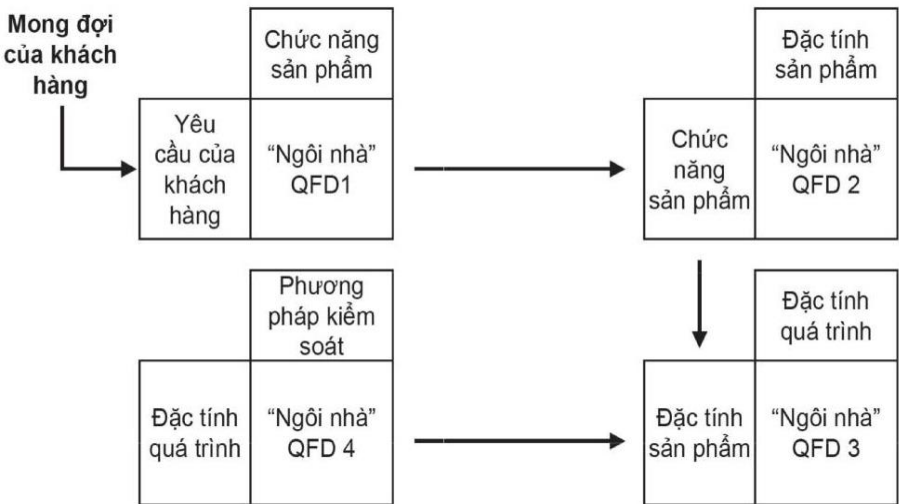 Mong đợi
của khách
hàng
Chức năng
sản phẩm
Yêu
cầu của
khách
hàng
“Ngôi nhà”
QFD1
Đặc tính
sản phẩm
Chức
năng
sản phẩm
“Ngôi nhà”
QFD 2
Phương
pháp kiểm
soát
Đặc tính
quá trình
“Ngôi nhà”
QFD 4
Đặc tính
quá trình
Đặc tính
sản phẩm
“Ngôi nhà”
QFD 3